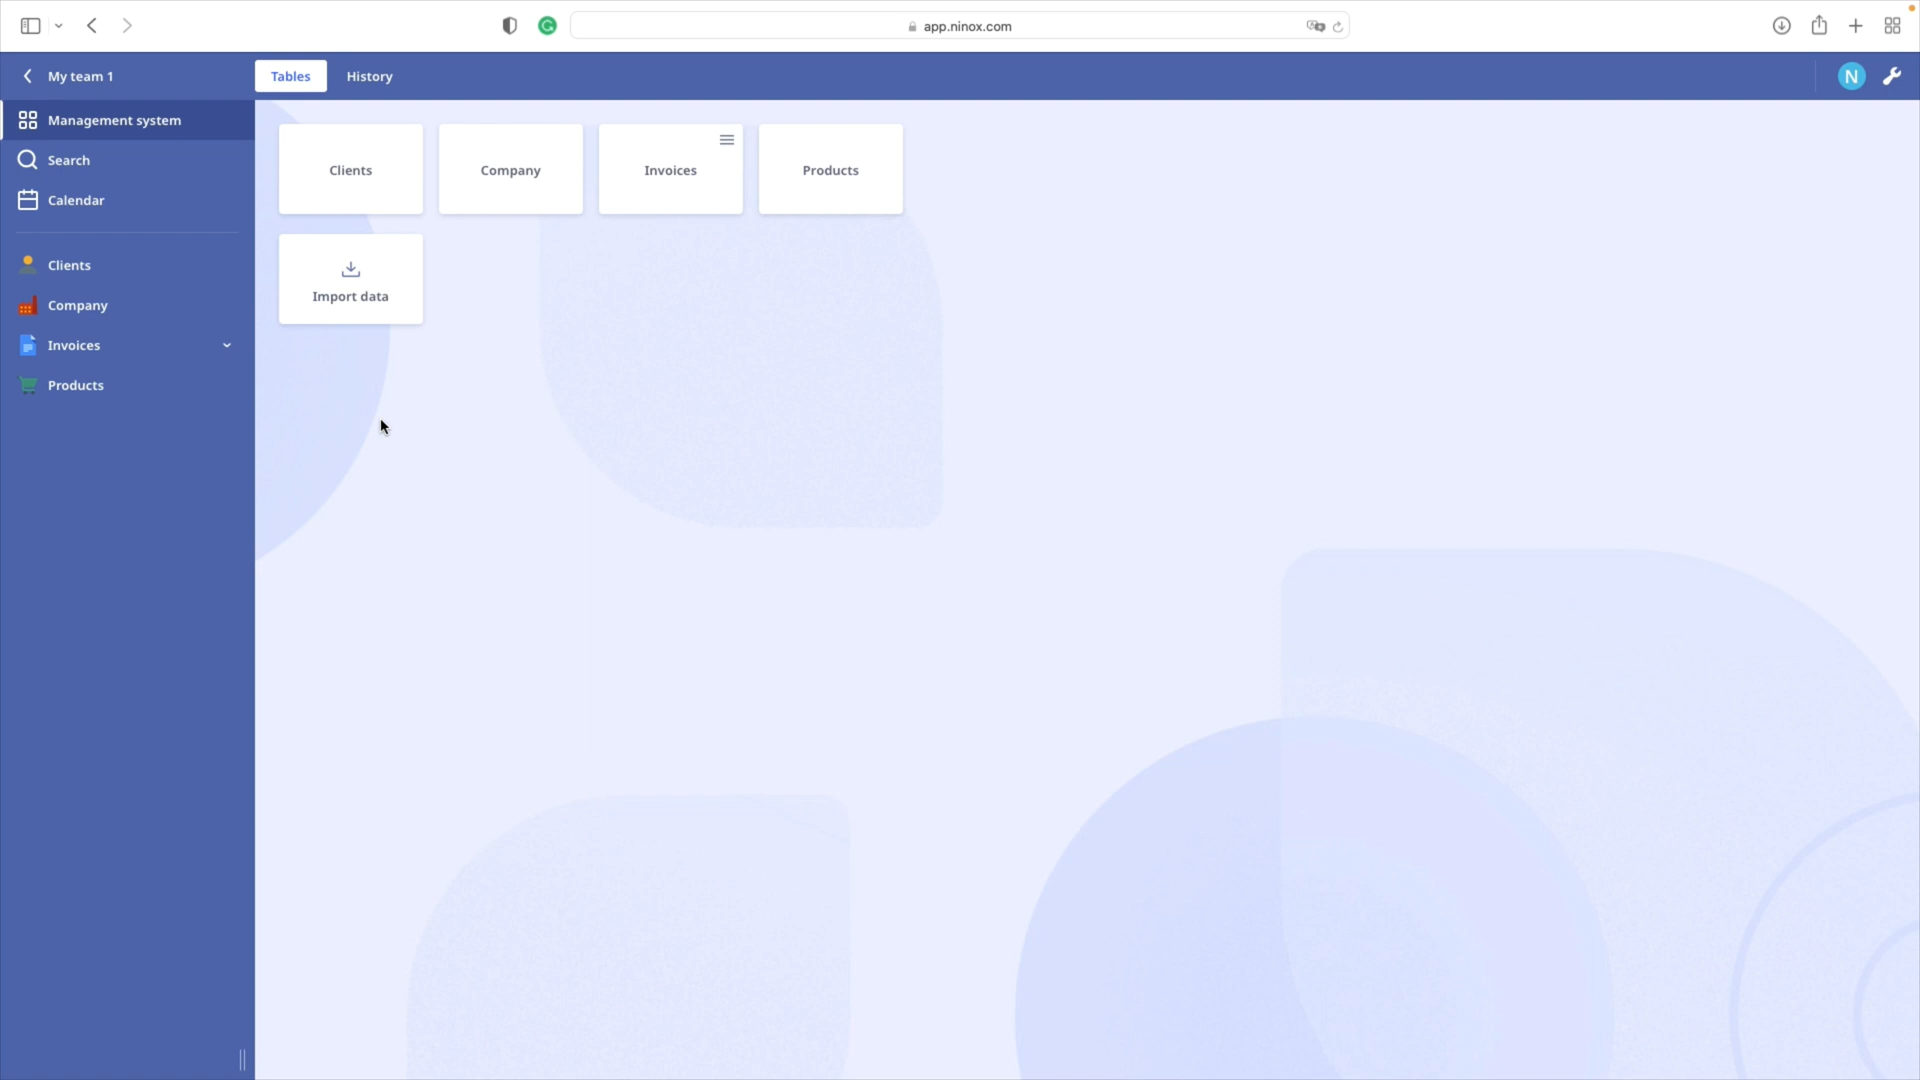 app.ninox.com
My team 1
Tables
History
N
Management system
Search
Calendar
Clients
Company
Invoices
Products
Clients
Company
Invoices
Products
Import data